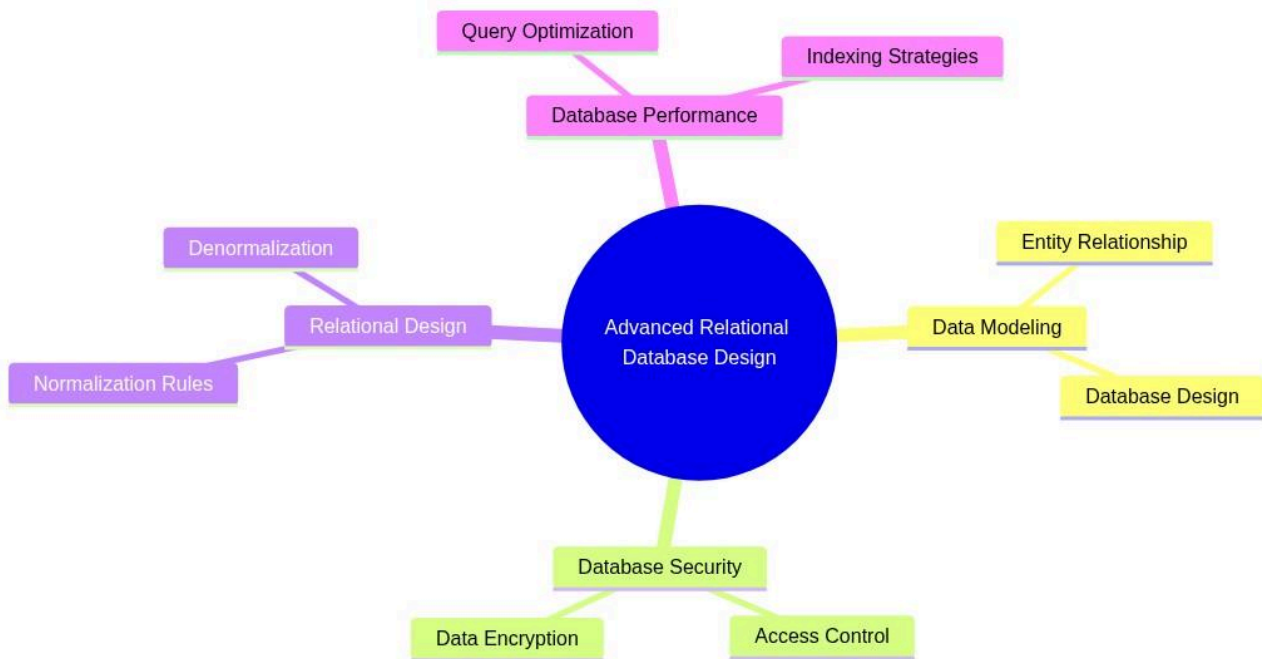 Query Optimization
Indexing Strategies
Database Performance
Denormalization
Entity Relationship
Relational Design
Advanced Relational
Database Design
Data Modeling
Normalization Rules
Database Design
Database Security
Data Encryption
Access Control